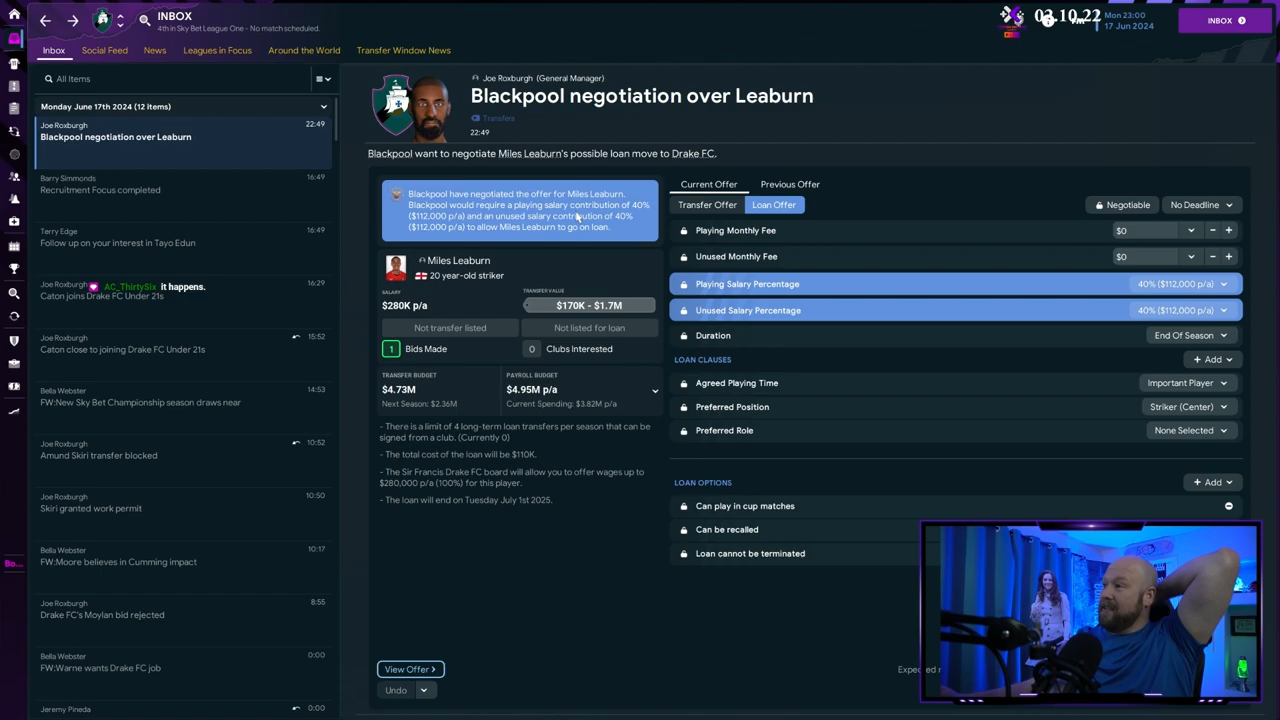 INBOX
4th in Sky Bet League One - No match scheduled.
03.10.22
Mon 23:00
17 Jun 2024
INBOX
Inbox
Social Feed
News
Leagues in Focus
Around the World
Transfer Window News
All Items
Monday June 17th 2024 (12 items)
Joe Roxburgh 22:49
Blackpool negotiation over Leaburn
Barry Simmonds 16:49
Recruitment Focus completed
Terry Edge 16:49
Follow up on your interest in Tayo Edun
Joe Roxburgh 16:29
AC_ThirtySix it happens.
Caton joins Drake FC Under 21s
Joe Roxburgh 15:52
Caton close to joining Drake FC Under 21s
Bella Webster 14:53
FW:New Sky Bet Championship season draws near
Joe Roxburgh 10:52
Amund Skiri transfer blocked
Joe Roxburgh 10:50
Skiri granted work permit
Bella Webster 10:17
FW:Moore believes in Cumming impact
Joe Roxburgh 8:55
Drake FC's Moylan bid rejected
Bella Webster 0:00
FW:Warne wants Drake FC job
Jeremy Pineda 0:00
Bo...
Joe Roxburgh (General Manager)
Blackpool negotiation over Leaburn
Transfers
22:49
Blackpool want to negotiate Miles Leaburn's possible loan move to Drake FC.
Blackpool have negotiated the offer for Miles Leaburn.
Blackpool would require a playing salary contribution of 40%
($112,000 p/a) and an unused salary contribution of 40%
($112,000 p/a) to allow Miles Leaburn to go on loan.
Miles Leaburn
20 year-old striker
SALARY
$280K p/a
TRANSFER VALUE
$170K - $1.7M
Not transfer listed
Not listed for loan
1 Bids Made
0 Clubs Interested
TRANSFER BUDGET
$4.73M
Next Season: $2.36M
PAYROLL BUDGET
$4.95M p/a
Current Spending: $3.82M p/a
- There is a limit of 4 long-term loan transfers per season that can be
signed from a club. (Currently 0)
- The total cost of the loan will be $110K.
- The Sir Francis Drake FC board will allow you to offer wages up to
$280,000 p/a (100%) for this player.
- The loan will end on Tuesday July 1st 2025.
View Offer
Undo
Current Offer
Previous Offer
Transfer Offer
Loan Offer
Negotiable
No Deadline
Playing Monthly Fee $0
Unused Monthly Fee $0
Playing Salary Percentage 40% ($112,000 p/a)
Unused Salary Percentage 40% ($112,000 p/a)
Duration End Of Season
LOAN CLAUSES
+ Add
Agreed Playing Time Important Player
Preferred Position Striker (Center)
Preferred Role None Selected
LOAN OPTIONS
+ Add
Can play in cup matches
Can be recalled
Loan cannot be terminated